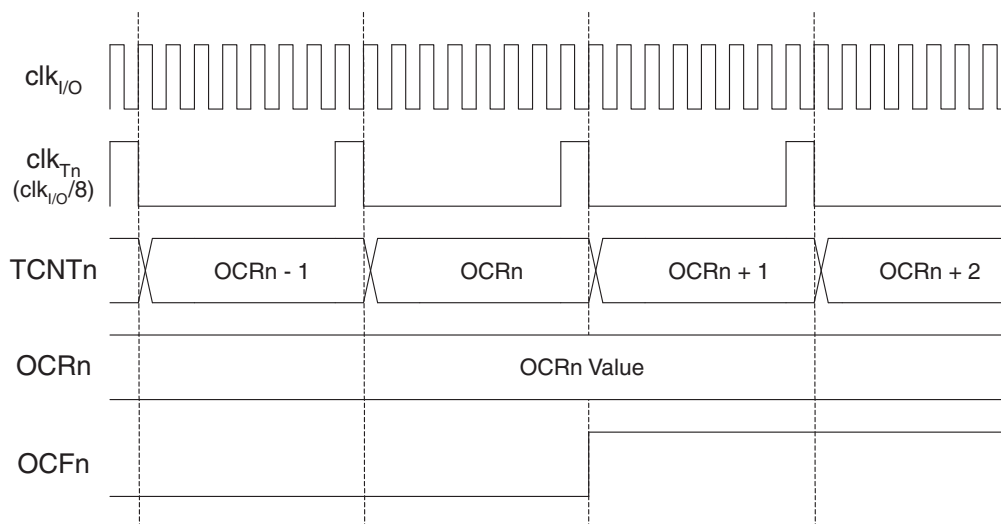 clkI/O
clkTn
(clkI/O/8)
TCNTn
OCRn - 1
OCRn
OCRn + 1
OCRn + 2
OCRn
OCRn Value
OCFn